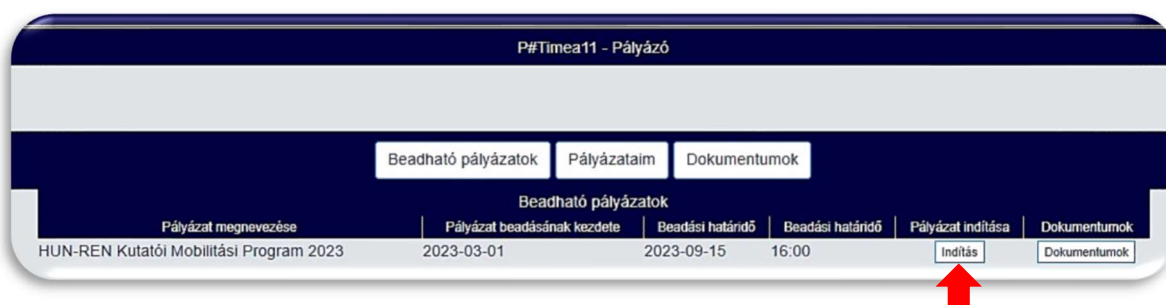 P#Timea11 - Pályázó
Beadható pályázatok Pályázataim Dokumentumok
Beadható pályázatok
Pályázat megnevezése Pályázat beadásának kezdete Beadási határidő Beadási határidő Pályázat indítása Dokumentumok
HUN-REN Kutatói Mobilitási Program 2023 2023-03-01 2023-09-15 16:00 Indítás Dokumentumok